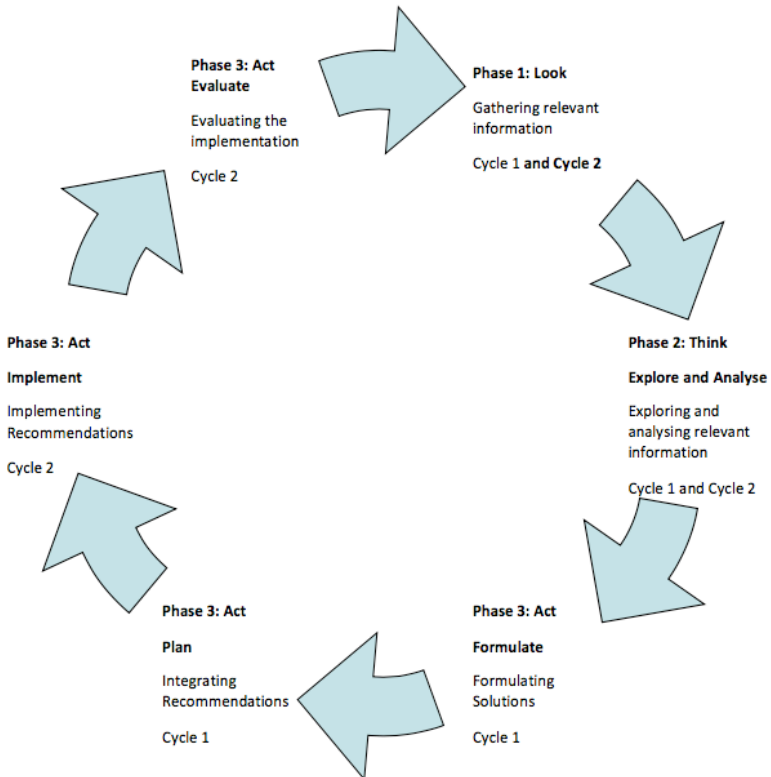 Phase 1: Look
Gathering relevant
information
Cycle 1 and Cycle 2
Phase 2: Think
Explore and Analyse
Exploring and
analysing relevant
information
Cycle 1 and Cycle 2
Phase 3: Act
Formulate
Formulating
Solutions
Cycle 1
Phase 3: Act
Plan
Integrating
Recommendations
Cycle 1
Phase 3: Act
Implement
Implementing
Recommendations
Cycle 2
Phase 3: Act
Evaluate
Evaluating the
implementation
Cycle 2